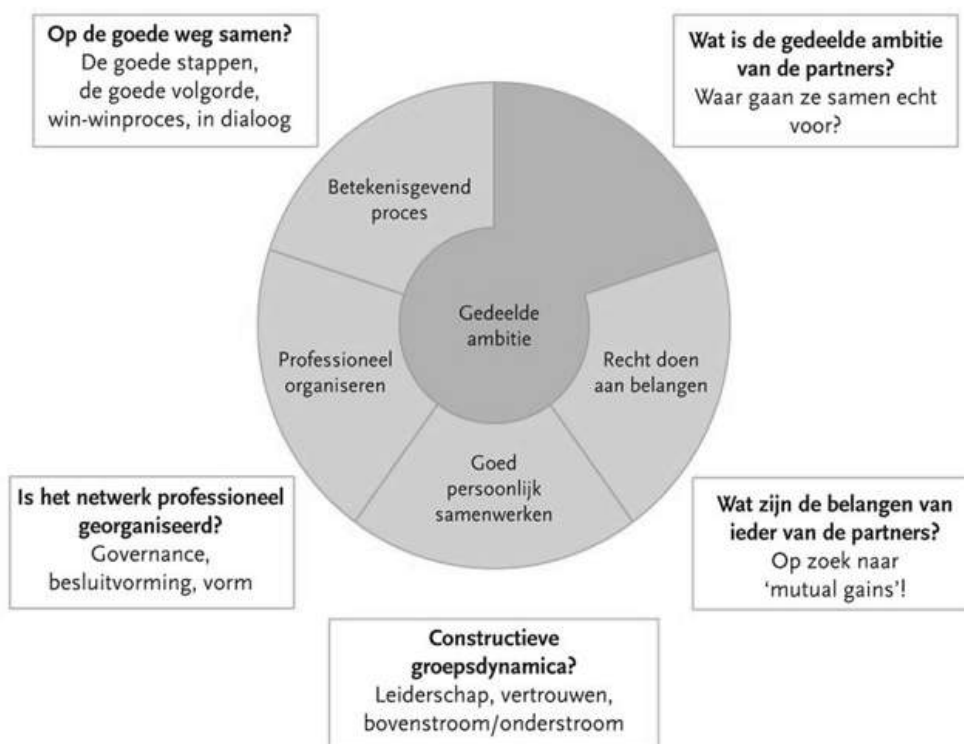 Op de goede weg samen?
De goede stappen,
de goede volgorde,
win-winproces, in dialoog
Wat is de gedeelde ambitie
van de partners?
Waar gaan ze samen echt
voor?
Betekenisgevend
proces
Gedeelde
ambitie
Professioneel
organiseren
Recht doen
aan belangen
Goed
persoonlijk
samenwerken
Is het netwerk professioneel
georganiseerd?
Governance,
besluitvorming, vorm
Wat zijn de belangen van
ieder van de partners?
Op zoek naar
‘mutual gains’!
Constructieve
groepsdynamica?
Leiderschap, vertrouwen,
bovenstroom/onderstroom